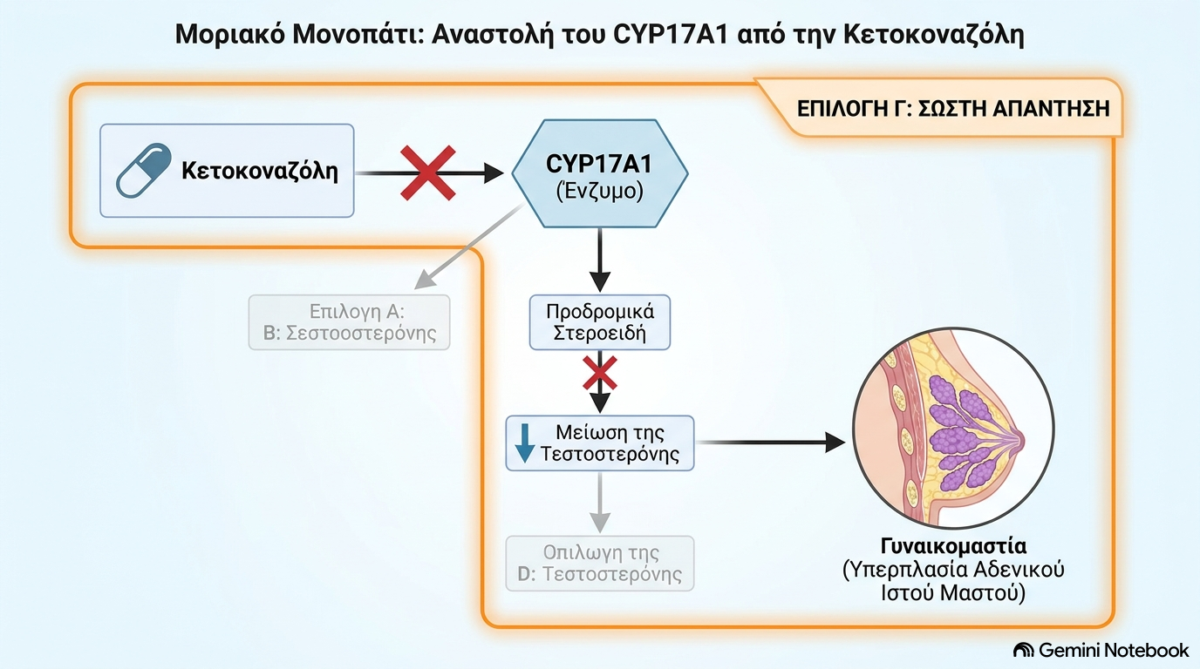 Μοριακό Μονοπάτι: Αναστολή του CYP17A1 από την Κετοκοναζόλη
ΕΠΙΛΟΓΗ Γ: ΣΩΣΤΗ ΑΠΑΝΤΗΣΗ
Κετοκοναζόλη
CYP17A1
(Ένζυμο)
Επιλογη Α:
Β: Σεστοοστερόνης
Προδρομικά
Στεροειδή
Μείωση της
Τεστοστερόνης
Οπιλωγη της
D: Τεστοστερόνης
Γυναικομαστία
(Υπερπλασία Αδενικού
Ιστού Μαστού)
Gemini Notebook